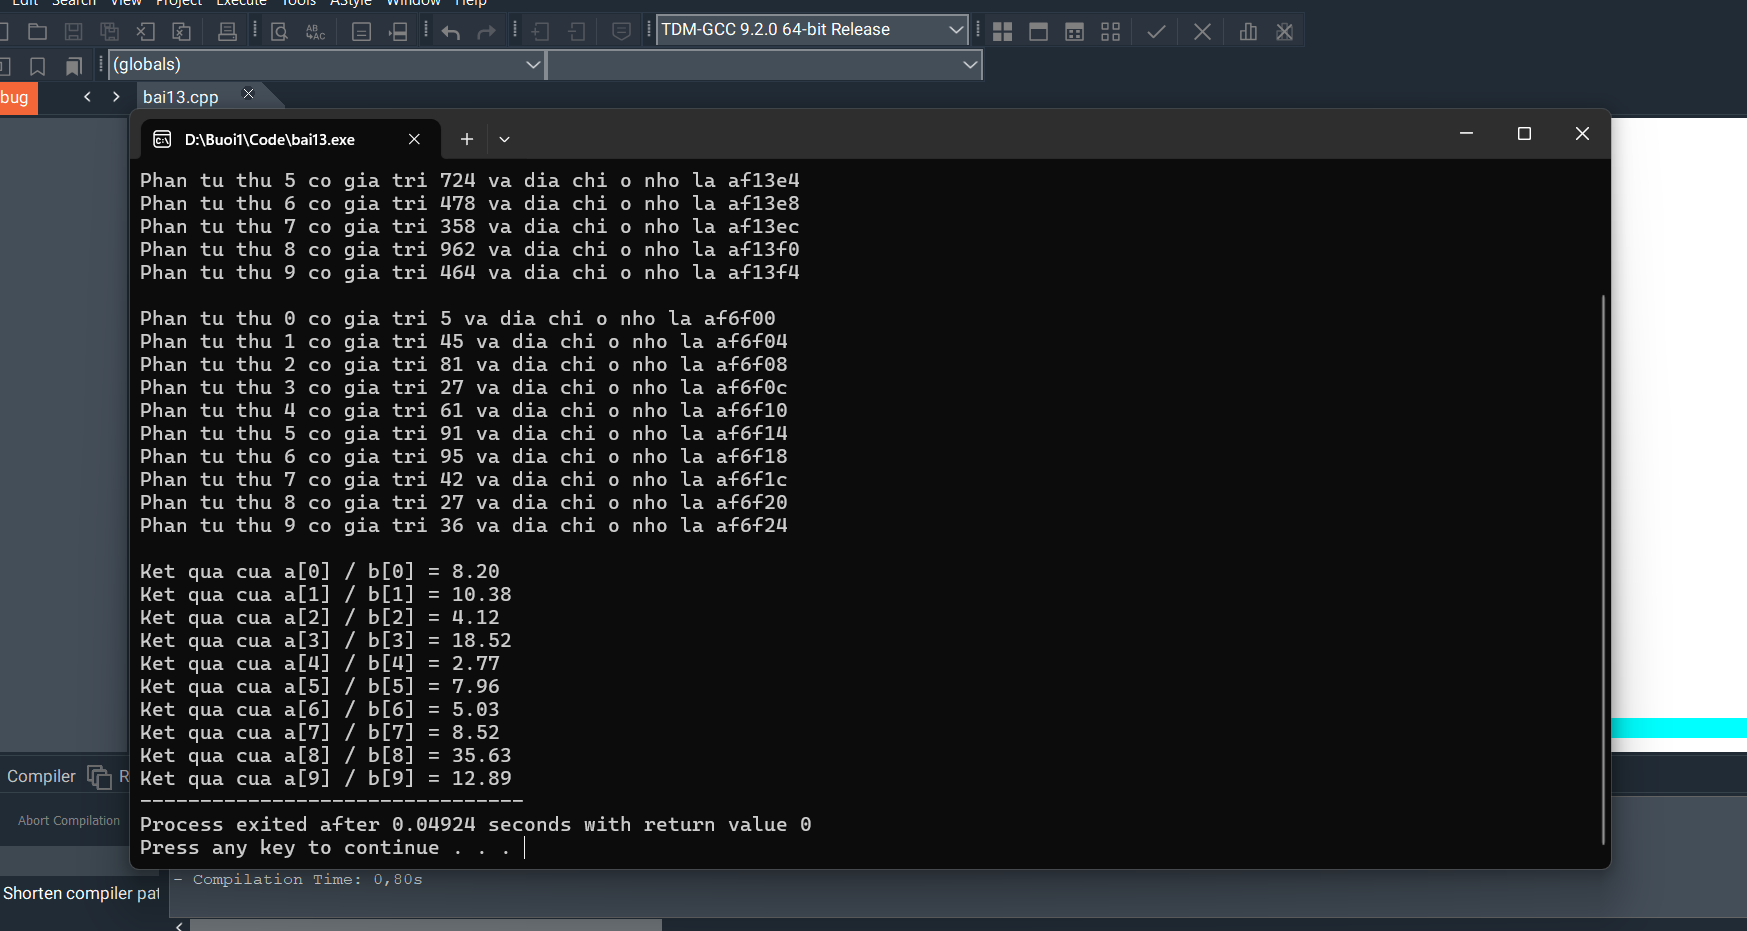 Edit Search View Project Execute Tools AStyle Window Help
TDM-GCC 9.2.0 64-bit Release
(globals)
bug
bai13.cpp
D:\Buoi1\Code\bai13.exe
Phan tu thu 5 co gia tri 724 va dia chi o nho la af13e4
Phan tu thu 6 co gia tri 478 va dia chi o nho la af13e8
Phan tu thu 7 co gia tri 358 va dia chi o nho la af13ec
Phan tu thu 8 co gia tri 962 va dia chi o nho la af13f0
Phan tu thu 9 co gia tri 464 va dia chi o nho la af13f4
Phan tu thu 0 co gia tri 5 va dia chi o nho la af6f00
Phan tu thu 1 co gia tri 45 va dia chi o nho la af6f04
Phan tu thu 2 co gia tri 81 va dia chi o nho la af6f08
Phan tu thu 3 co gia tri 27 va dia chi o nho la af6f0c
Phan tu thu 4 co gia tri 61 va dia chi o nho la af6f10
Phan tu thu 5 co gia tri 91 va dia chi o nho la af6f14
Phan tu thu 6 co gia tri 95 va dia chi o nho la af6f18
Phan tu thu 7 co gia tri 42 va dia chi o nho la af6f1c
Phan tu thu 8 co gia tri 27 va dia chi o nho la af6f20
Phan tu thu 9 co gia tri 36 va dia chi o nho la af6f24
Ket qua cua a[0] / b[0] = 8.20
Ket qua cua a[1] / b[1] = 10.38
Ket qua cua a[2] / b[2] = 4.12
Ket qua cua a[3] / b[3] = 18.52
Ket qua cua a[4] / b[4] = 2.77
Ket qua cua a[5] / b[5] = 7.96
Ket qua cua a[6] / b[6] = 5.03
Ket qua cua a[7] / b[7] = 8.52
Ket qua cua a[8] / b[8] = 35.63
Ket qua cua a[9] / b[9] = 12.89
--------------------------------
Process exited after 0.04924 seconds with return value 0
Press any key to continue . . .
Compiler R
Abort Compilation
- Compilation Time: 0,80s
Shorten compiler pat